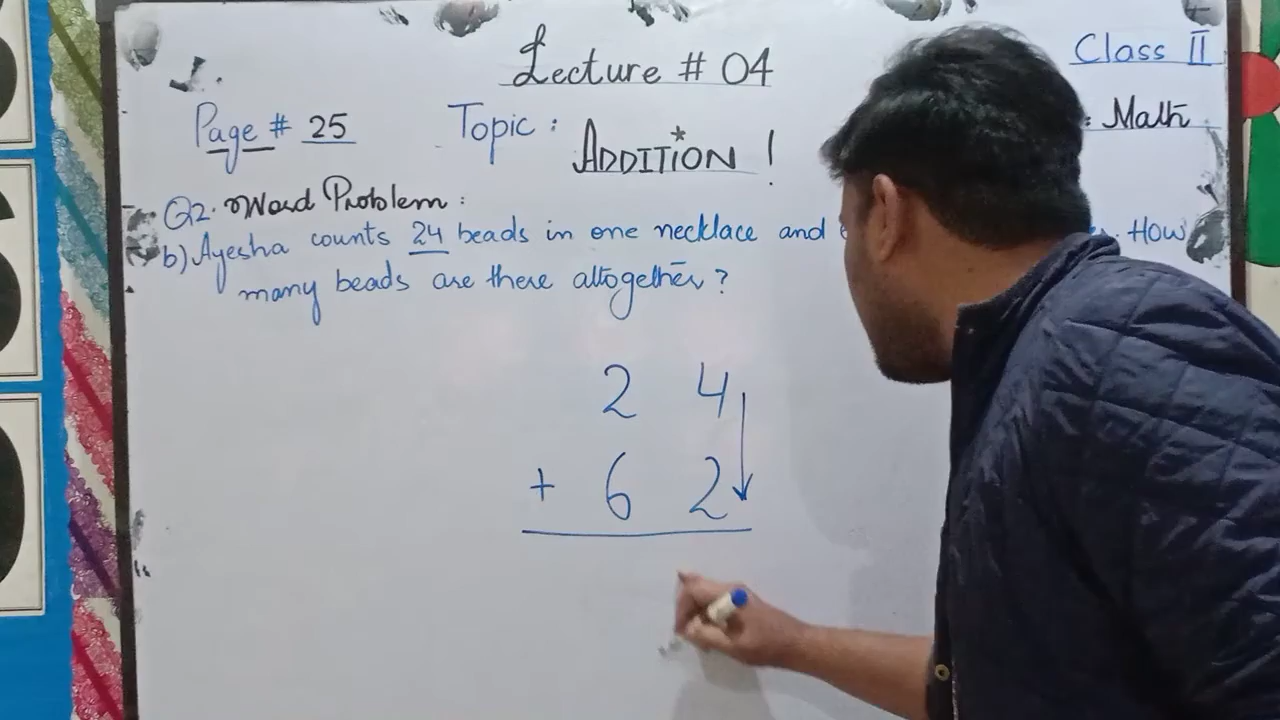 Lecture # 04
Class II
Page # 25
Topic : ADDITION !
: Math
Q2. Word Problem :
b) Ayesha counts 24 beads in one necklace and
How
many beads are there altogether ?
2 4
+ 6 2